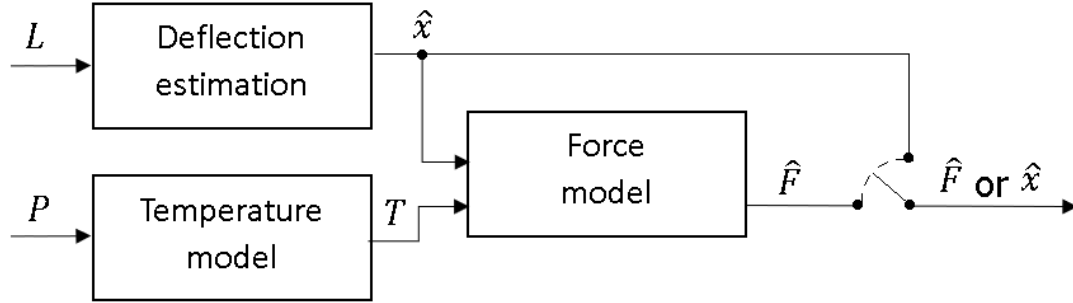 L
Deflection
estimation
x̂
Force
model
F̂
F̂ or x̂
P
Temperature
model
T